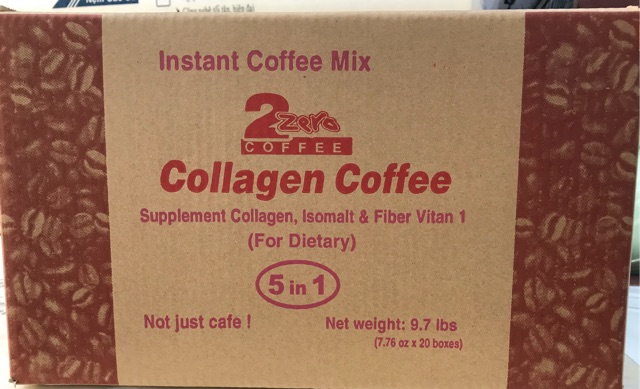 Instant Coffee Mix
2 Zero
COFFEE
Collagen Coffee
Supplement Collagen, Isomalt & Fiber Vitan 1
(For Dietary)
5 in 1
Not just cafe !
Net weight: 9.7 lbs
(7.76 oz x 20 boxes)